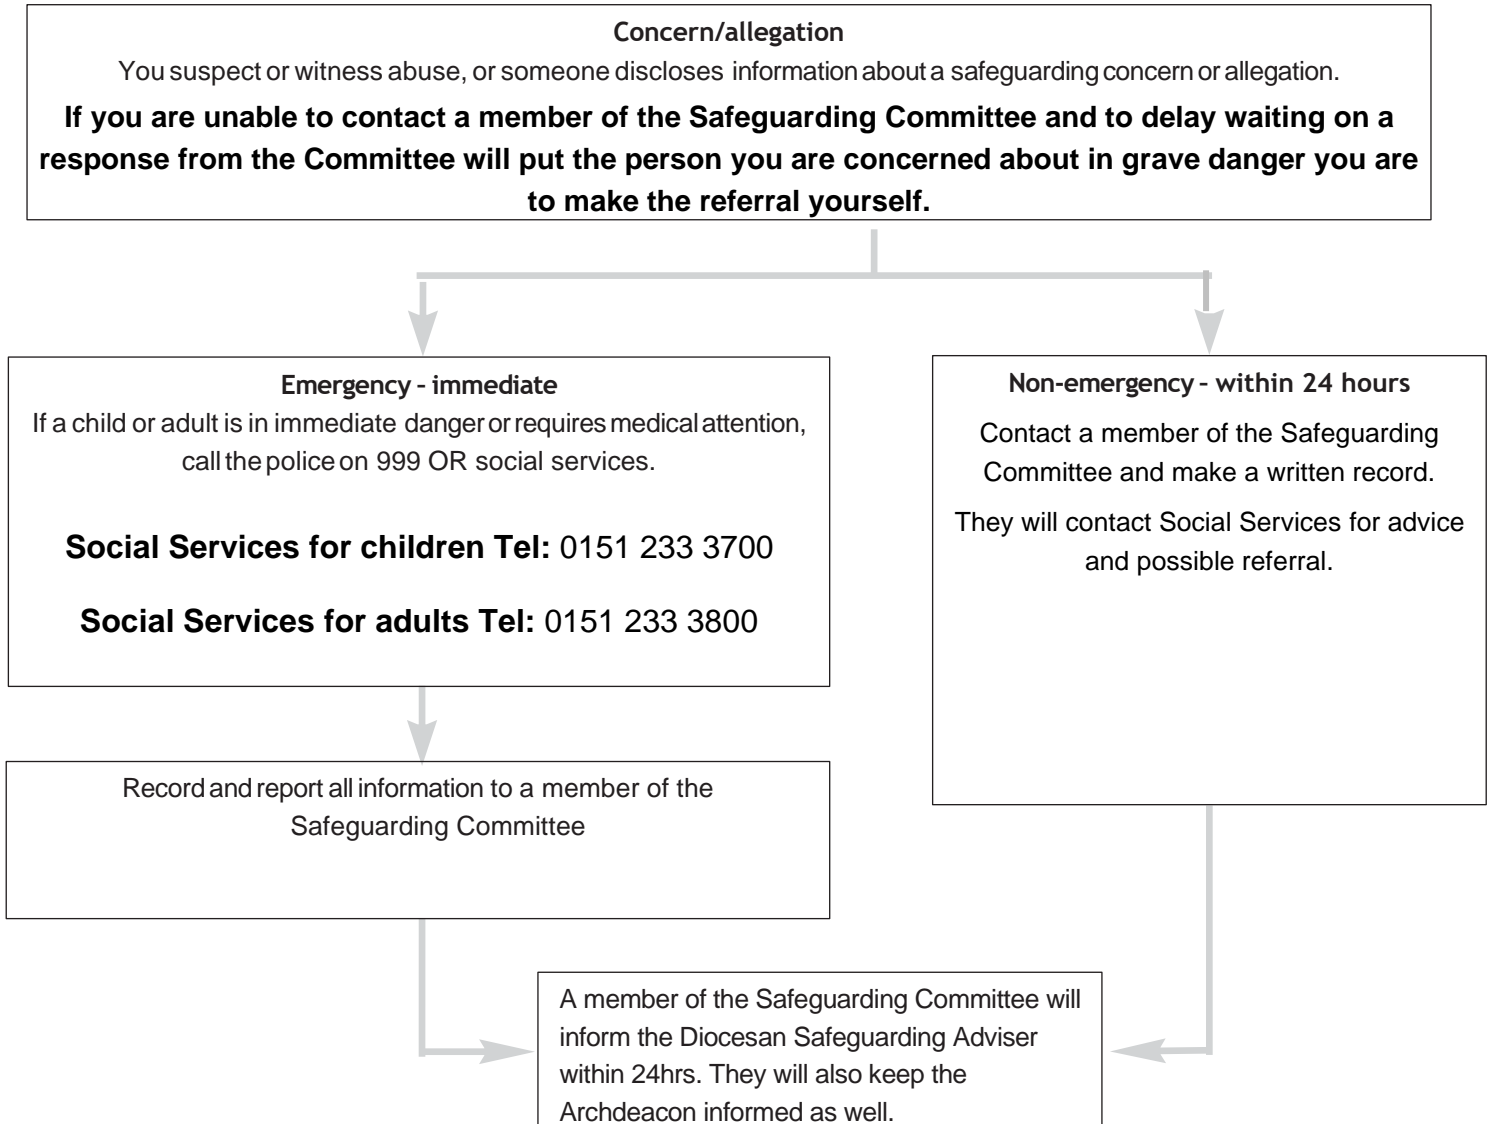 Concern/allegation
You suspect or witness abuse, or someone discloses information about a safeguarding concern or allegation.
If you are unable to contact a member of the Safeguarding Committee and to delay waiting on a
response from the Committee will put the person you are concerned about in grave danger you are
to make the referral yourself.
Emergency - immediate
If a child or adult is in immediate danger or requires medical attention,
call the police on 999 OR social services.
Social Services for children Tel: 0151 233 3700
Social Services for adults Tel: 0151 233 3800
Non-emergency - within 24 hours
Contact a member of the Safeguarding
Committee and make a written record.
They will contact Social Services for advice
and possible referral.
Record and report all information to a member of the
Safeguarding Committee
A member of the Safeguarding Committee will
inform the Diocesan Safeguarding Adviser
within 24hrs. They will also keep the
Archdeacon informed as well.